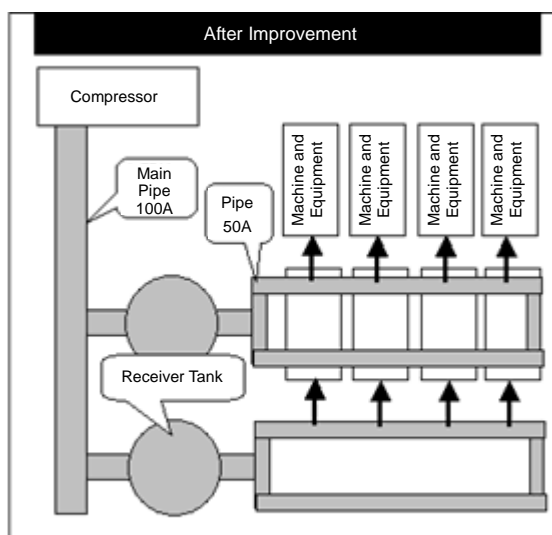 After Improvement
Compressor
Main
Pipe
100A
Pipe
50A
Machine and
Equipment
Machine and
Equipment
Machine and
Equipment
Machine and
Equipment
Receiver Tank